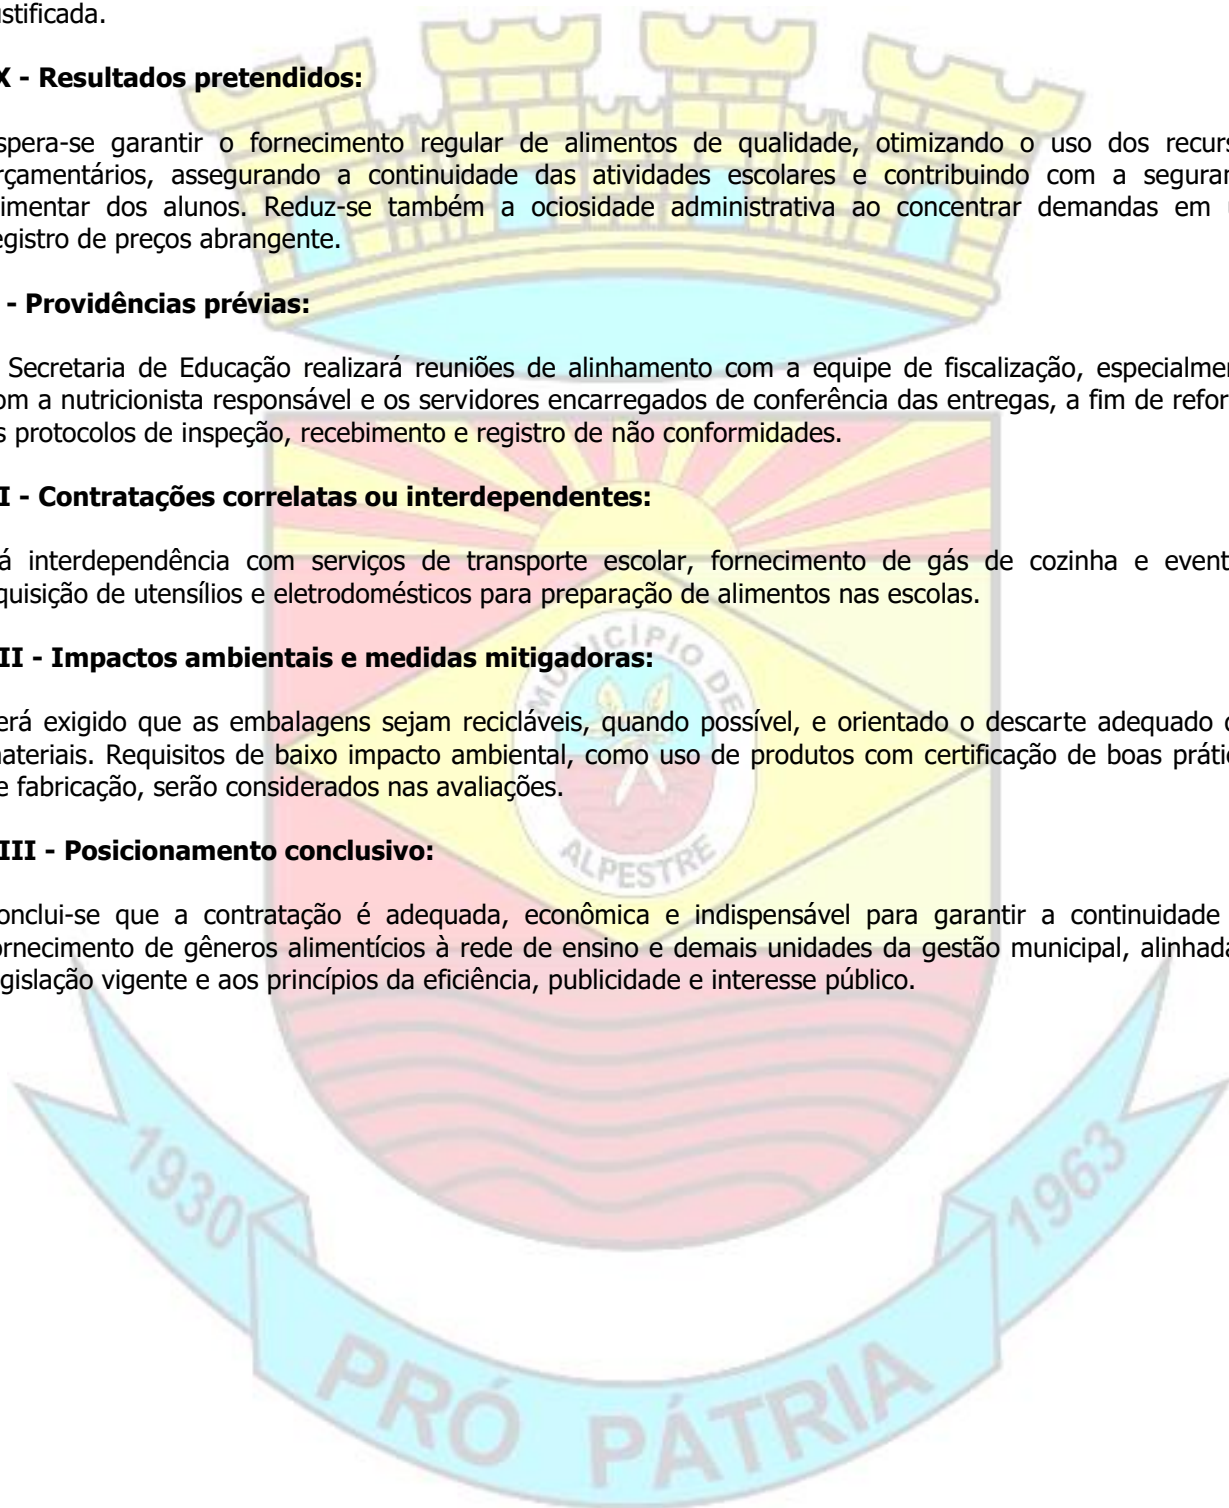 ustificada.
X - Resultados pretendidos:
spera-se garantir o fornecimento regular de alimentos de qualidade, otimizando o uso dos recurs
rçamentários, assegurando a continuidade das atividades escolares e contribuindo com a seguran
limentar dos alunos. Reduz-se também a ociosidade administrativa ao concentrar demandas em u
egistro de preços abrangente.
- Providências prévias:
Secretaria de Educação realizará reuniões de alinhamento com a equipe de fiscalização, especialmen
om a nutricionista responsável e os servidores encarregados de conferência das entregas, a fim de refor
s protocolos de inspeção, recebimento e registro de não conformidades.
I - Contratações correlatas ou interdependentes:
á interdependência com serviços de transporte escolar, fornecimento de gás de cozinha e event
quisição de utensílios e eletrodomésticos para preparação de alimentos nas escolas.
II - Impactos ambientais e medidas mitigadoras:
erá exigido que as embalagens sejam recicláveis, quando possível, e orientado o descarte adequado d
ateriais. Requisitos de baixo impacto ambiental, como uso de produtos com certificação de boas prátic
e fabricação, serão considerados nas avaliações.
III - Posicionamento conclusivo:
onclui-se que a contratação é adequada, econômica e indispensável para garantir a continuidade
ornecimento de gêneros alimentícios à rede de ensino e demais unidades da gestão municipal, alinhada
gislação vigente e aos princípios da eficiência, publicidade e interesse público.
MUNICÍPIO DE
ALPESTRE
1930
1963
PRÓ PÁTRIA